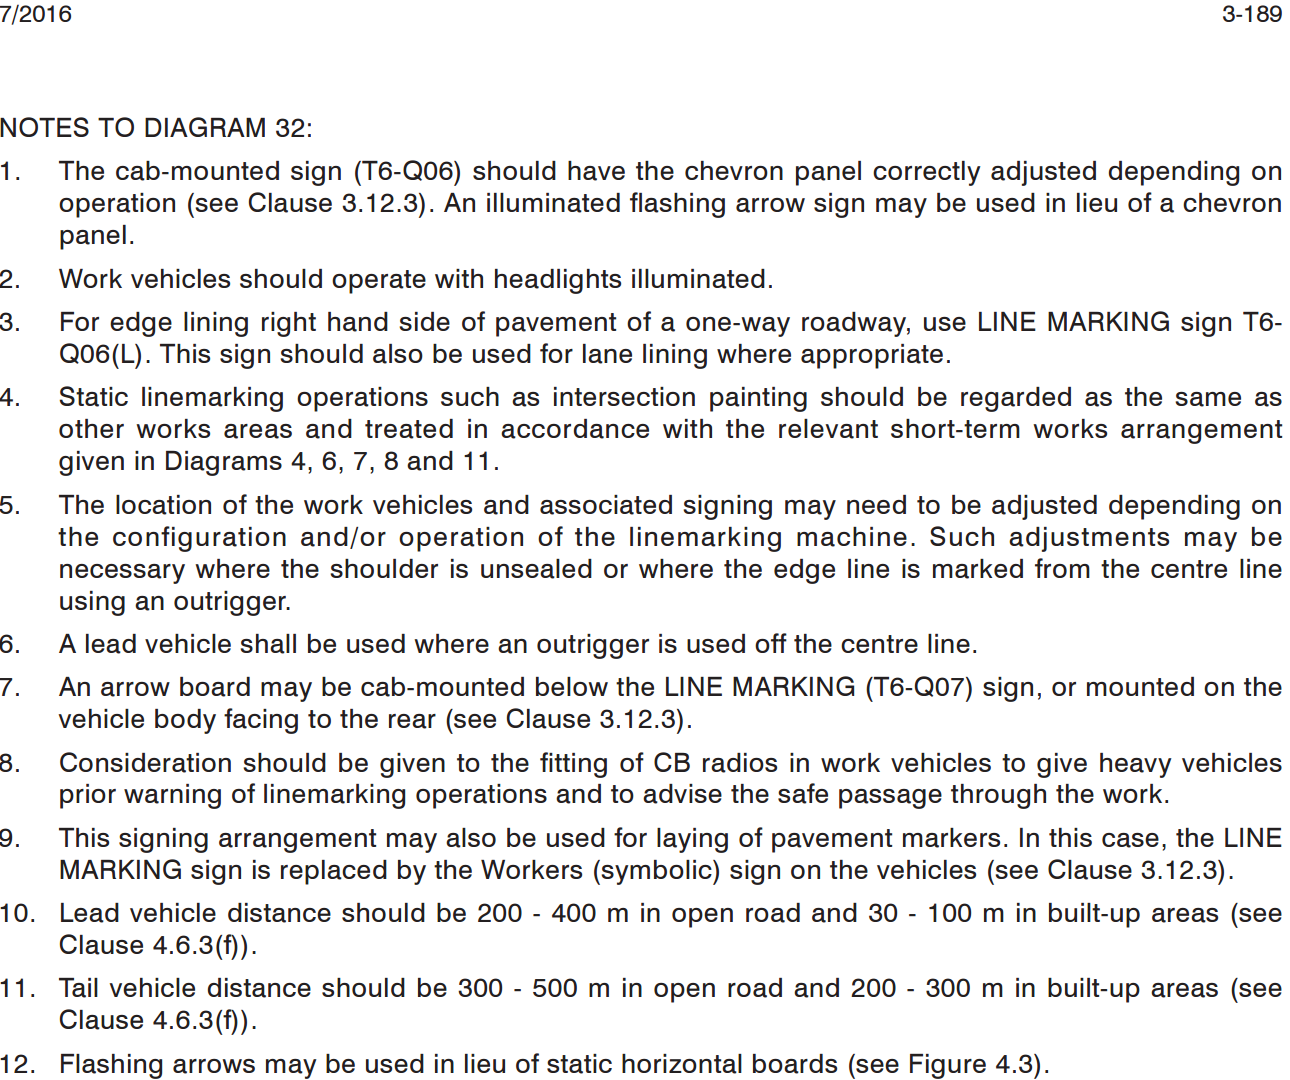 7/2016 3-189
NOTES TO DIAGRAM 32:
1. The cab-mounted sign (T6-Q06) should have the chevron panel correctly adjusted depending on
operation (see Clause 3.12.3). An illuminated flashing arrow sign may be used in lieu of a chevron
panel.
2. Work vehicles should operate with headlights illuminated.
3. For edge lining right hand side of pavement of a one-way roadway, use LINE MARKING sign T6-
Q06(L). This sign should also be used for lane lining where appropriate.
4. Static linemarking operations such as intersection painting should be regarded as the same as
other works areas and treated in accordance with the relevant short-term works arrangement
given in Diagrams 4, 6, 7, 8 and 11.
5. The location of the work vehicles and associated signing may need to be adjusted depending on
the configuration and/or operation of the linemarking machine. Such adjustments may be
necessary where the shoulder is unsealed or where the edge line is marked from the centre line
using an outrigger.
6. A lead vehicle shall be used where an outrigger is used off the centre line.
7. An arrow board may be cab-mounted below the LINE MARKING (T6-Q07) sign, or mounted on the
vehicle body facing to the rear (see Clause 3.12.3).
8. Consideration should be given to the fitting of CB radios in work vehicles to give heavy vehicles
prior warning of linemarking operations and to advise the safe passage through the work.
9. This signing arrangement may also be used for laying of pavement markers. In this case, the LINE
MARKING sign is replaced by the Workers (symbolic) sign on the vehicles (see Clause 3.12.3).
10. Lead vehicle distance should be 200 - 400 m in open road and 30 - 100 m in built-up areas (see
Clause 4.6.3(f)).
11. Tail vehicle distance should be 300 - 500 m in open road and 200 - 300 m in built-up areas (see
Clause 4.6.3(f)).
12. Flashing arrows may be used in lieu of static horizontal boards (see Figure 4.3).